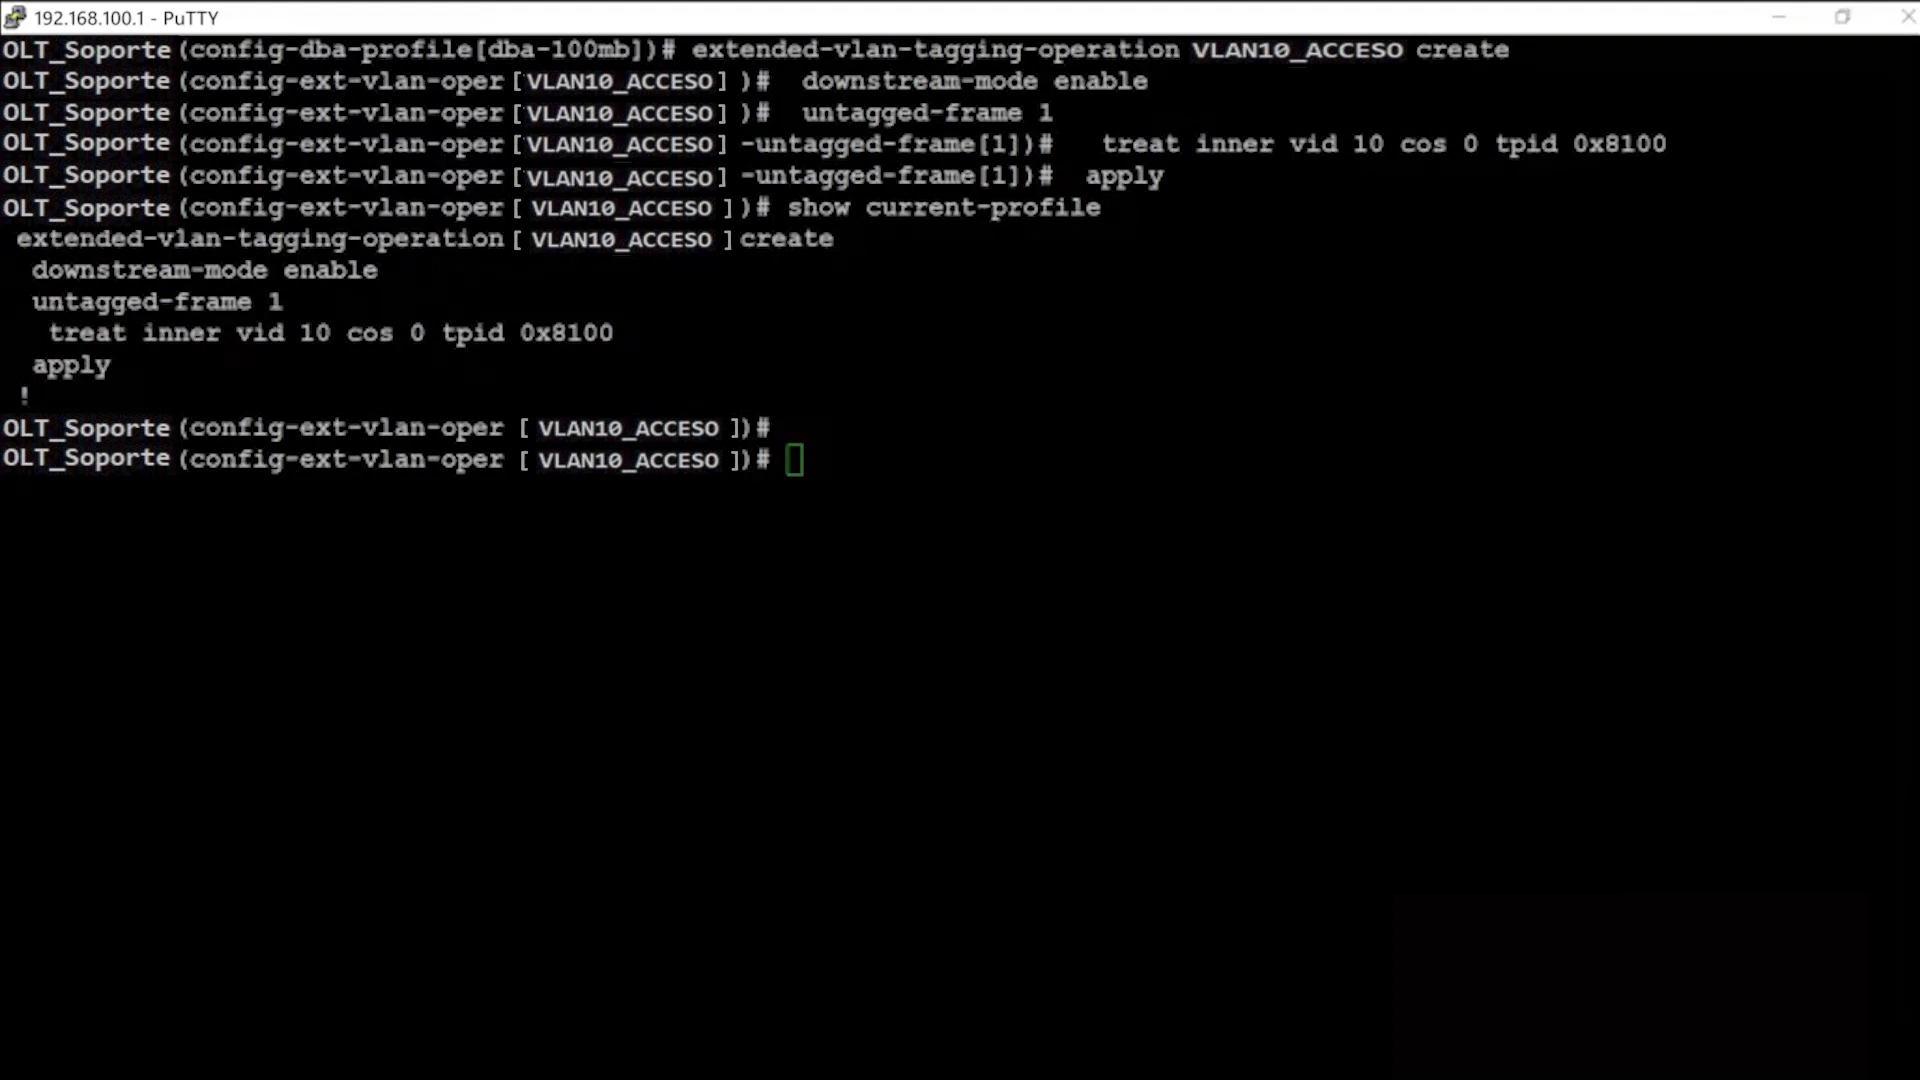 192.168.100.1 - PuTTY
OLT_Soporte(config-dba-profile[dba-100mb])# extended-vlan-tagging-operation VLAN10_ACCESO create
OLT_Soporte(config-ext-vlan-oper[VLAN10_ACCESO] )#  downstream-mode enable
OLT_Soporte(config-ext-vlan-oper[VLAN10_ACCESO] )#  untagged-frame 1
OLT_Soporte(config-ext-vlan-oper[VLAN10_ACCESO] -untagged-frame[1])#   treat inner vid 10 cos 0 tpid 0x8100
OLT_Soporte(config-ext-vlan-oper[VLAN10_ACCESO] -untagged-frame[1])#  apply
OLT_Soporte(config-ext-vlan-oper[ VLAN10_ACCESO ])# show current-profile
extended-vlan-tagging-operation[ VLAN10_ACCESO ]create
downstream-mode enable
untagged-frame 1
treat inner vid 10 cos 0 tpid 0x8100
apply
!
OLT_Soporte(config-ext-vlan-oper [ VLAN10_ACCESO ])#
OLT_Soporte(config-ext-vlan-oper [ VLAN10_ACCESO ])#